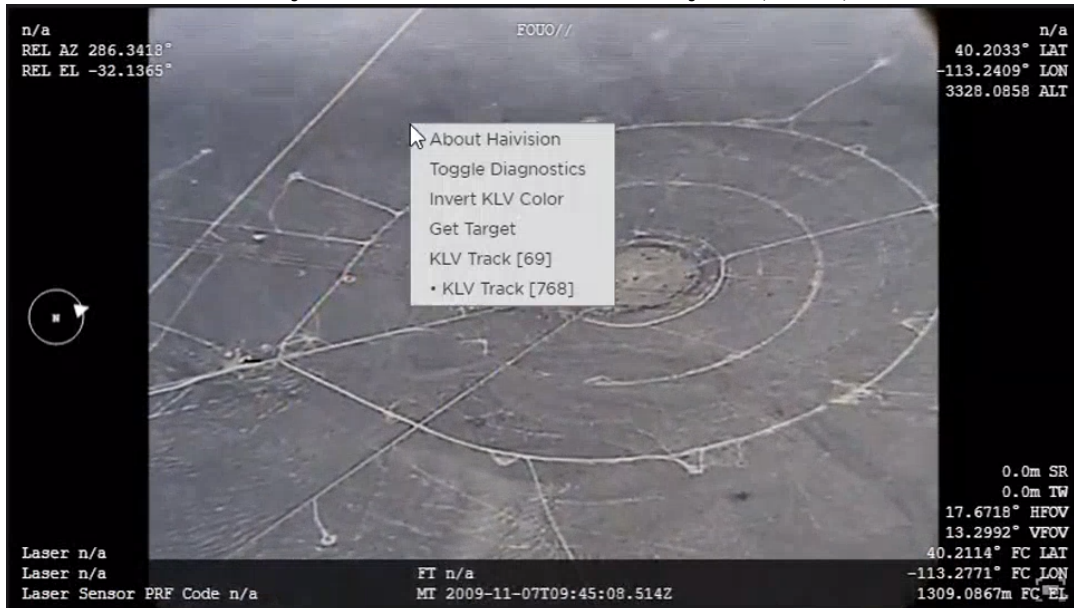 n/a
REL AZ 286.3418°
REL EL -32.1365°
FOUO//
n/a
40.2033° LAT
-113.2409° LON
3328.0858 ALT
About Haivision
Toggle Diagnostics
Invert KLV Color
Get Target
KLV Track [69]
• KLV Track [768]
N
0.0m SR
0.0m TW
17.6718° HFOV
13.2992° VFOV
40.2114° FC LAT
-113.2771° FC LON
1309.0867m FC EL
Laser n/a
Laser n/a
Laser Sensor PRF Code n/a
FT n/a
MT 2009-11-07T09:45:08.514Z